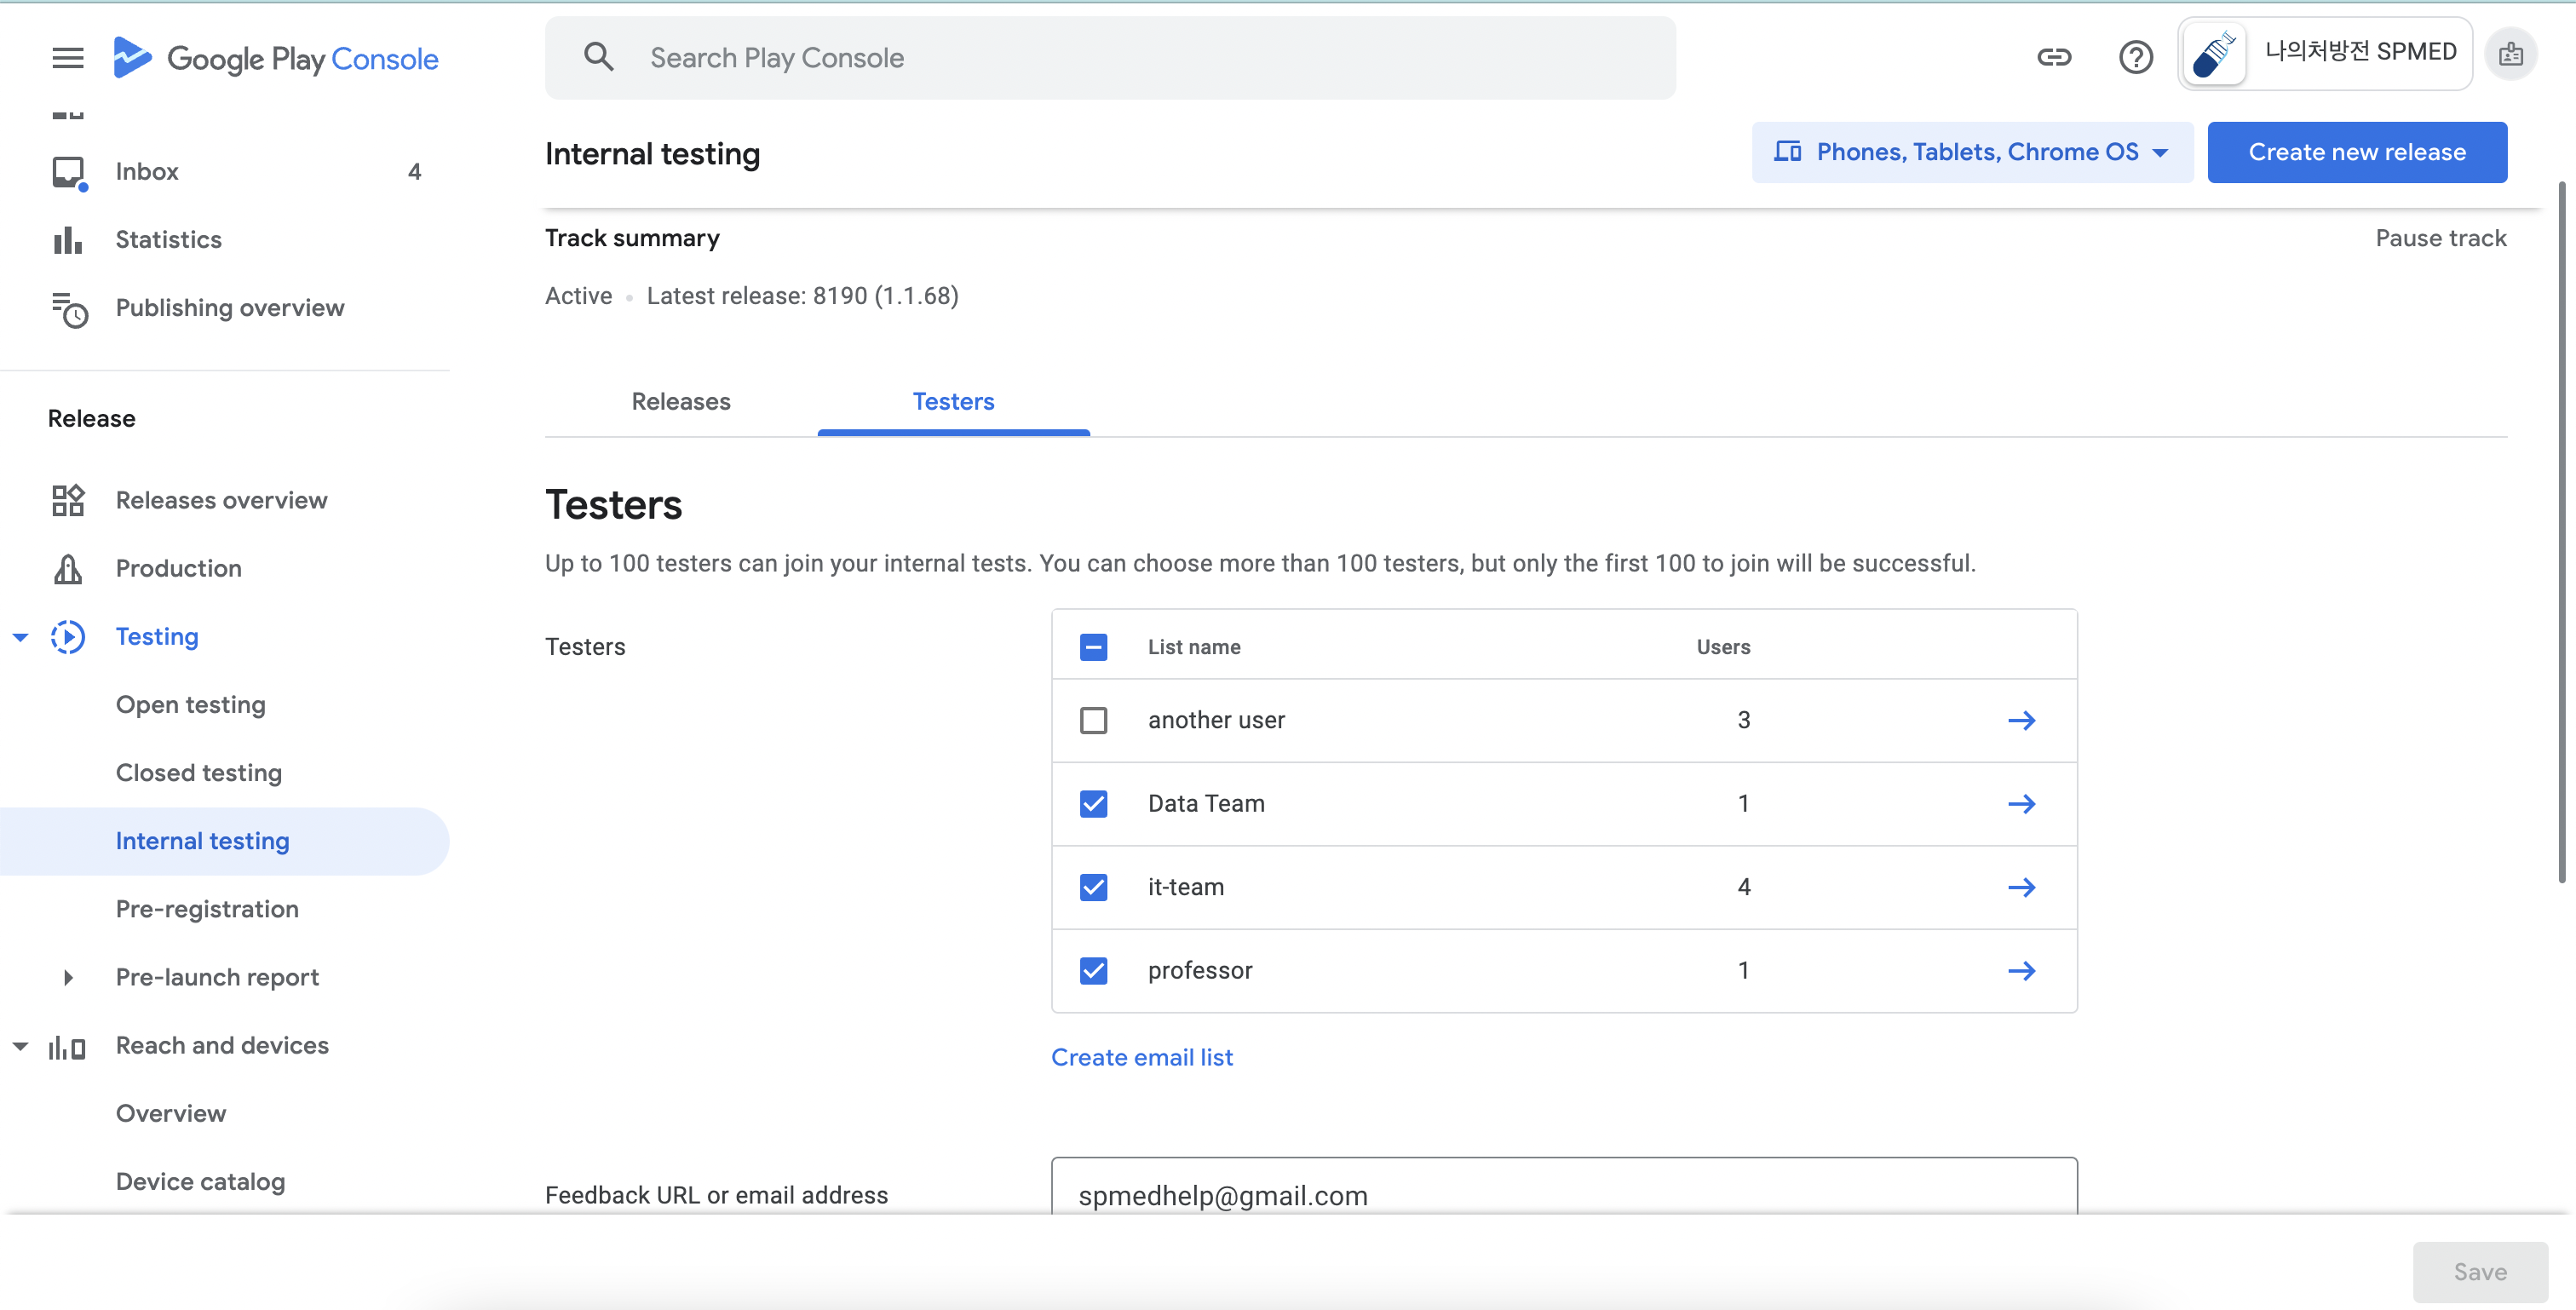 Google Play Console
Search Play Console
나의처방전 SPMED
Inbox 4
Statistics
Publishing overview
Release
Releases overview
Production
Testing
Open testing
Closed testing
Internal testing
Pre-registration
Pre-launch report
Reach and devices
Overview
Device catalog
Internal testing
Phones, Tablets, Chrome OS
Create new release
Track summary
Pause track
Active • Latest release: 8190 (1.1.68)
Releases Testers
Testers
Up to 100 testers can join your internal tests. You can choose more than 100 testers, but only the first 100 to join will be successful.
Testers
List name Users
another user 3
Data Team 1
it-team 4
professor 1
Create email list
Feedback URL or email address
spmedhelp@gmail.com
Save